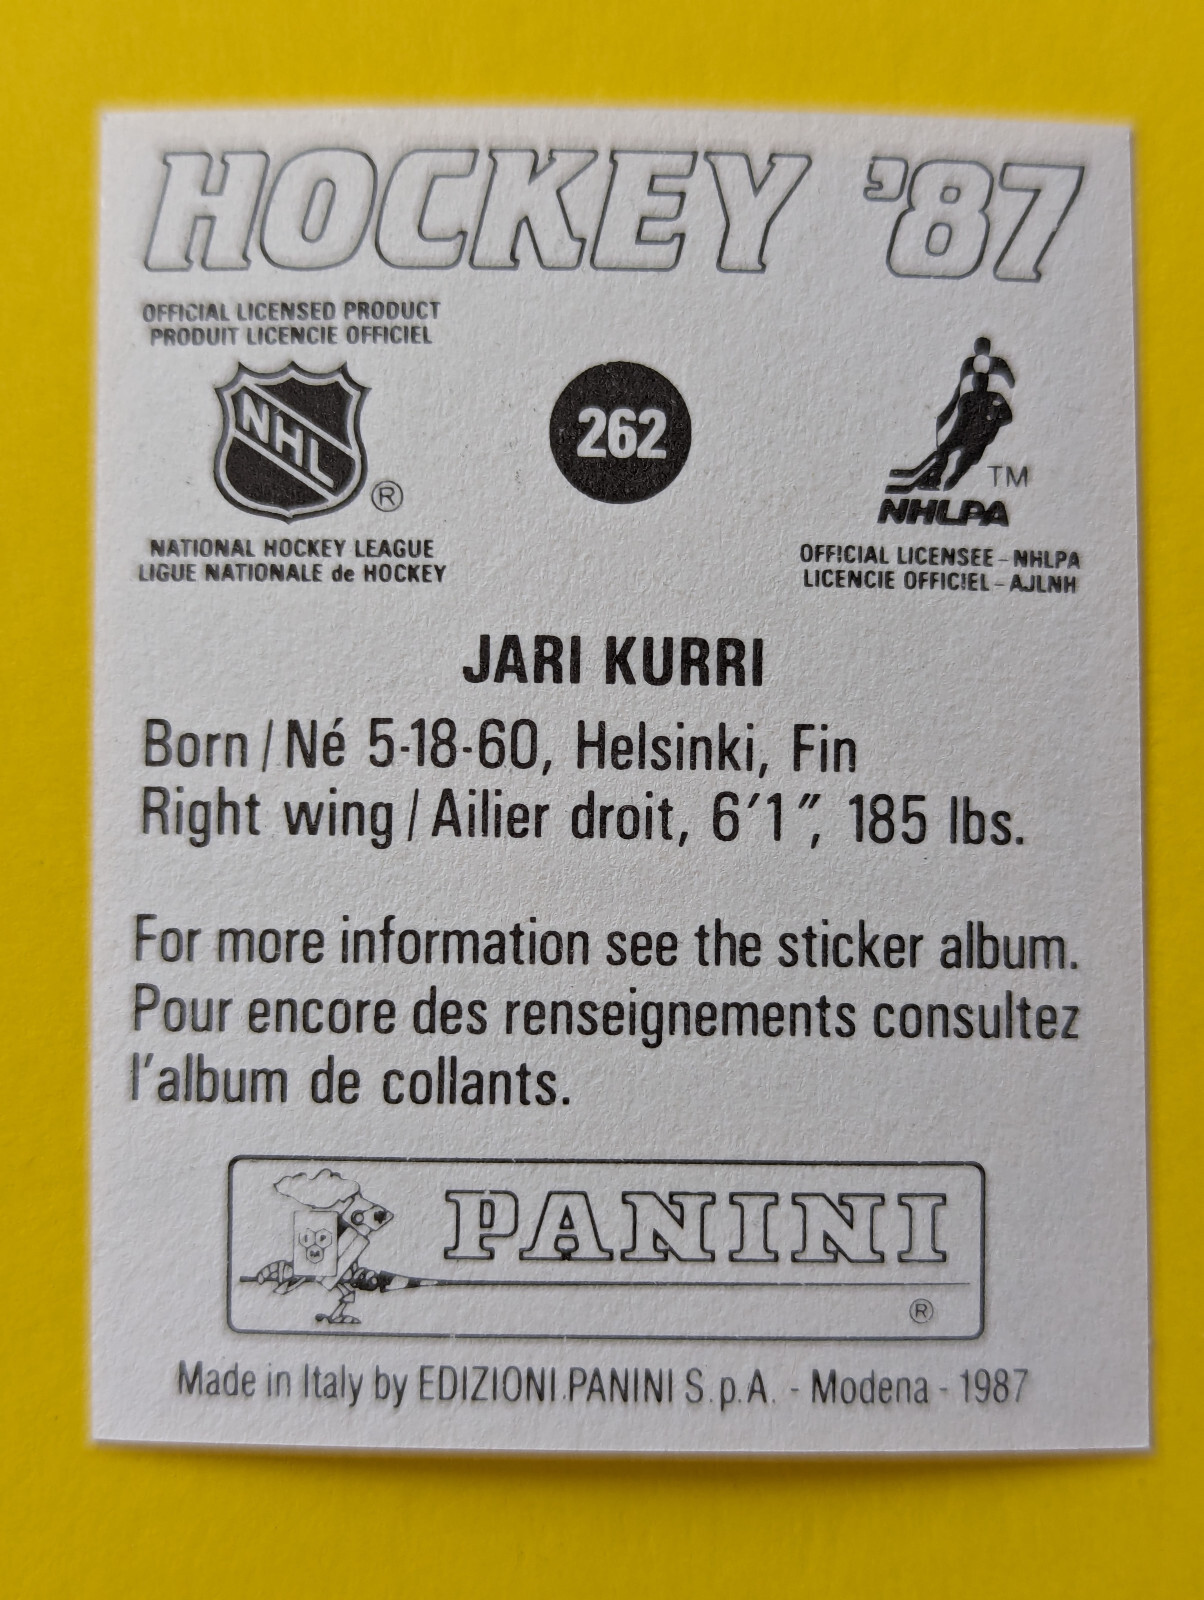 HOCKEY '87
OFFICIAL LICENSED PRODUCT
PRODUIT LICENCIE OFFICIEL
NHL
®
262
TM
NHLPA
NATIONAL HOCKEY LEAGUE
LIGUE NATIONALE de HOCKEY
OFFICIAL LICENSEE - NHLPA
LICENCIE OFFICIEL - AJLNH
JARI KURRI
Born / Né 5-18-60, Helsinki, Fin
Right wing / Ailier droit, 6'1", 185 lbs.
For more information see the sticker album.
Pour encore des renseignements consultez
l'album de collants.
PANINI
®
Made in Italy by EDIZIONI PANINI S.p.A. - Modena - 1987